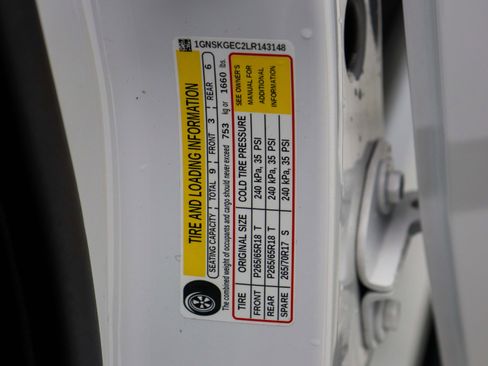 1GNSKGEC2LR143148
TIRE AND LOADING INFORMATION
SEATING CAPACITY TOTAL 9 FRONT 3 REAR 6
The combined weight of occupants and cargo should never exceed 753 kg or 1660 lbs.
TIRE ORIGINAL SIZE COLD TIRE PRESSURE
FRONT P265/65R18 T 240 kPa, 35 PSI
REAR P265/65R18 T 240 kPa, 35 PSI
SPARE 265/70R17 S 240 kPa, 35 PSI
SEE OWNER'S
MANUAL FOR
ADDITIONAL
INFORMATION